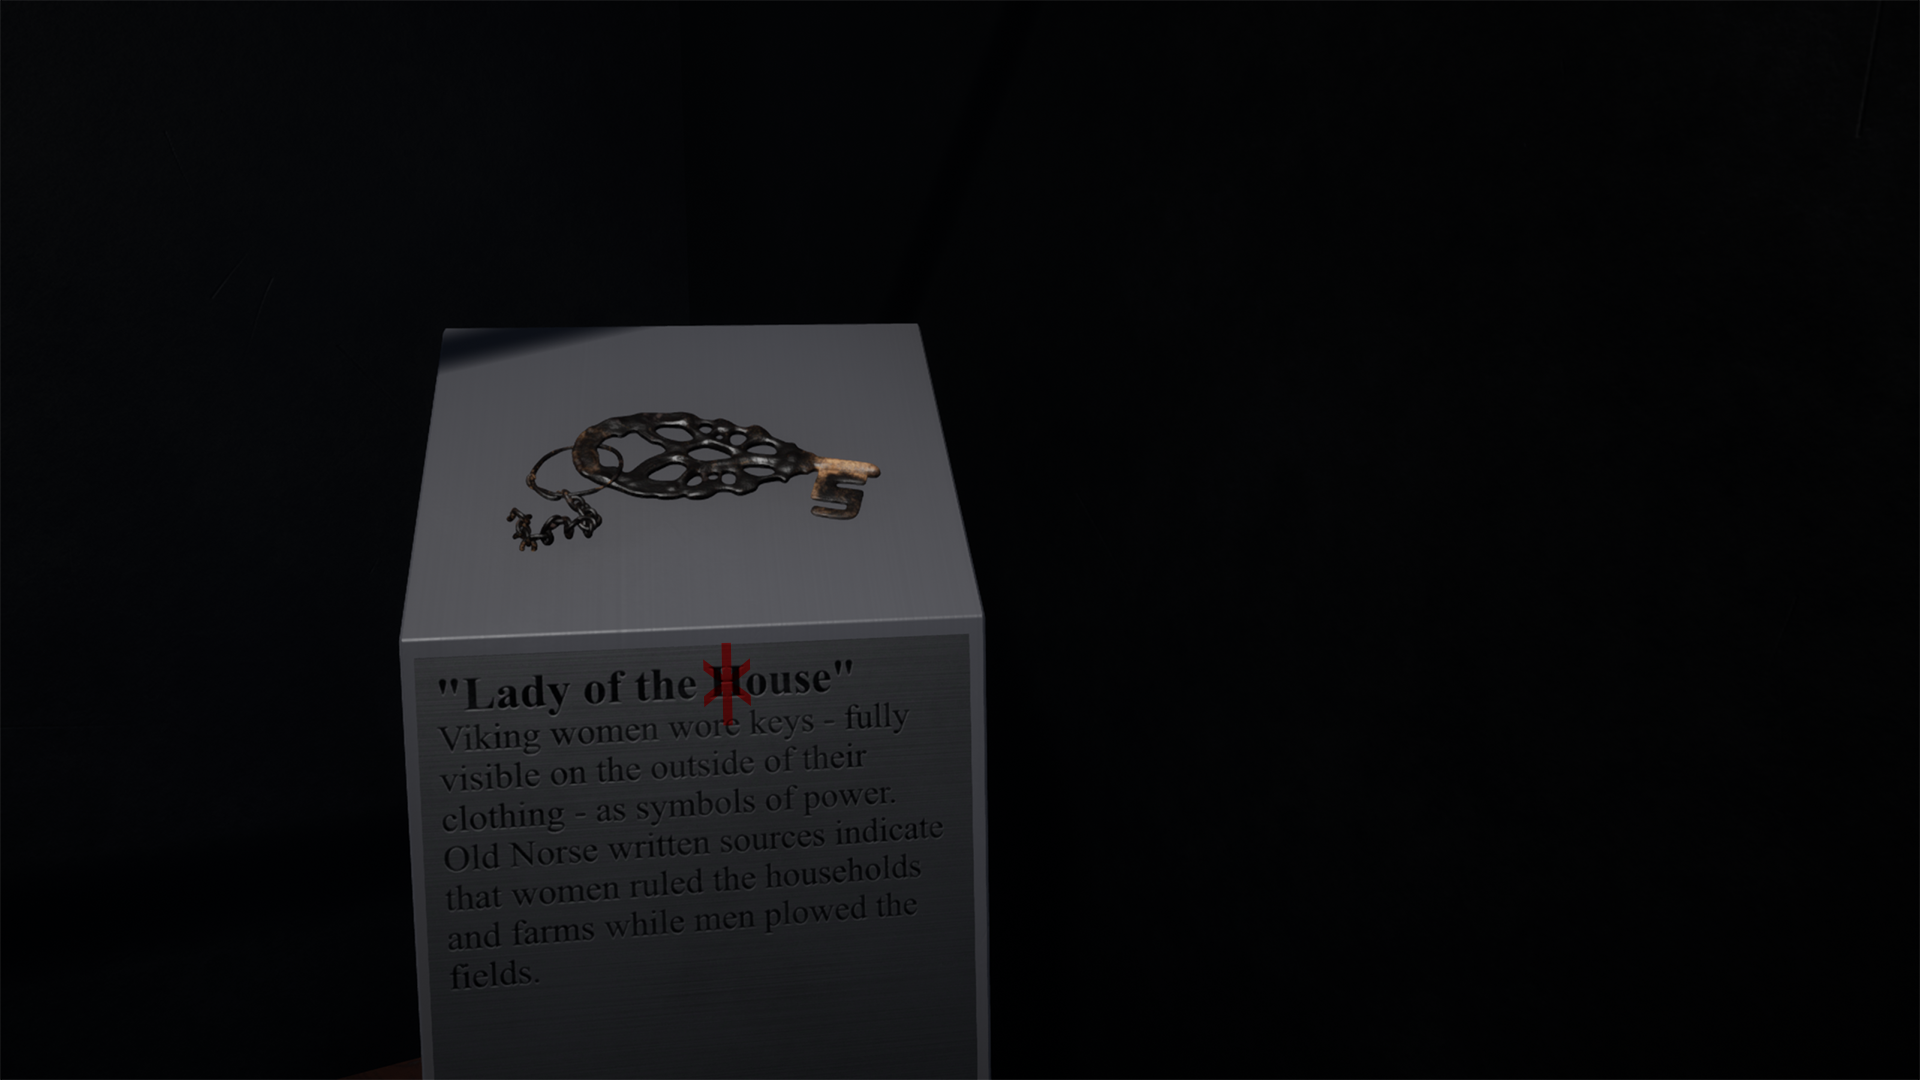 "Lady of the House"
Viking women wore keys - fully
visible on the outside of their
clothing - as symbols of power.
Old Norse written sources indicate
that women ruled the households
and farms while men plowed the
fields.